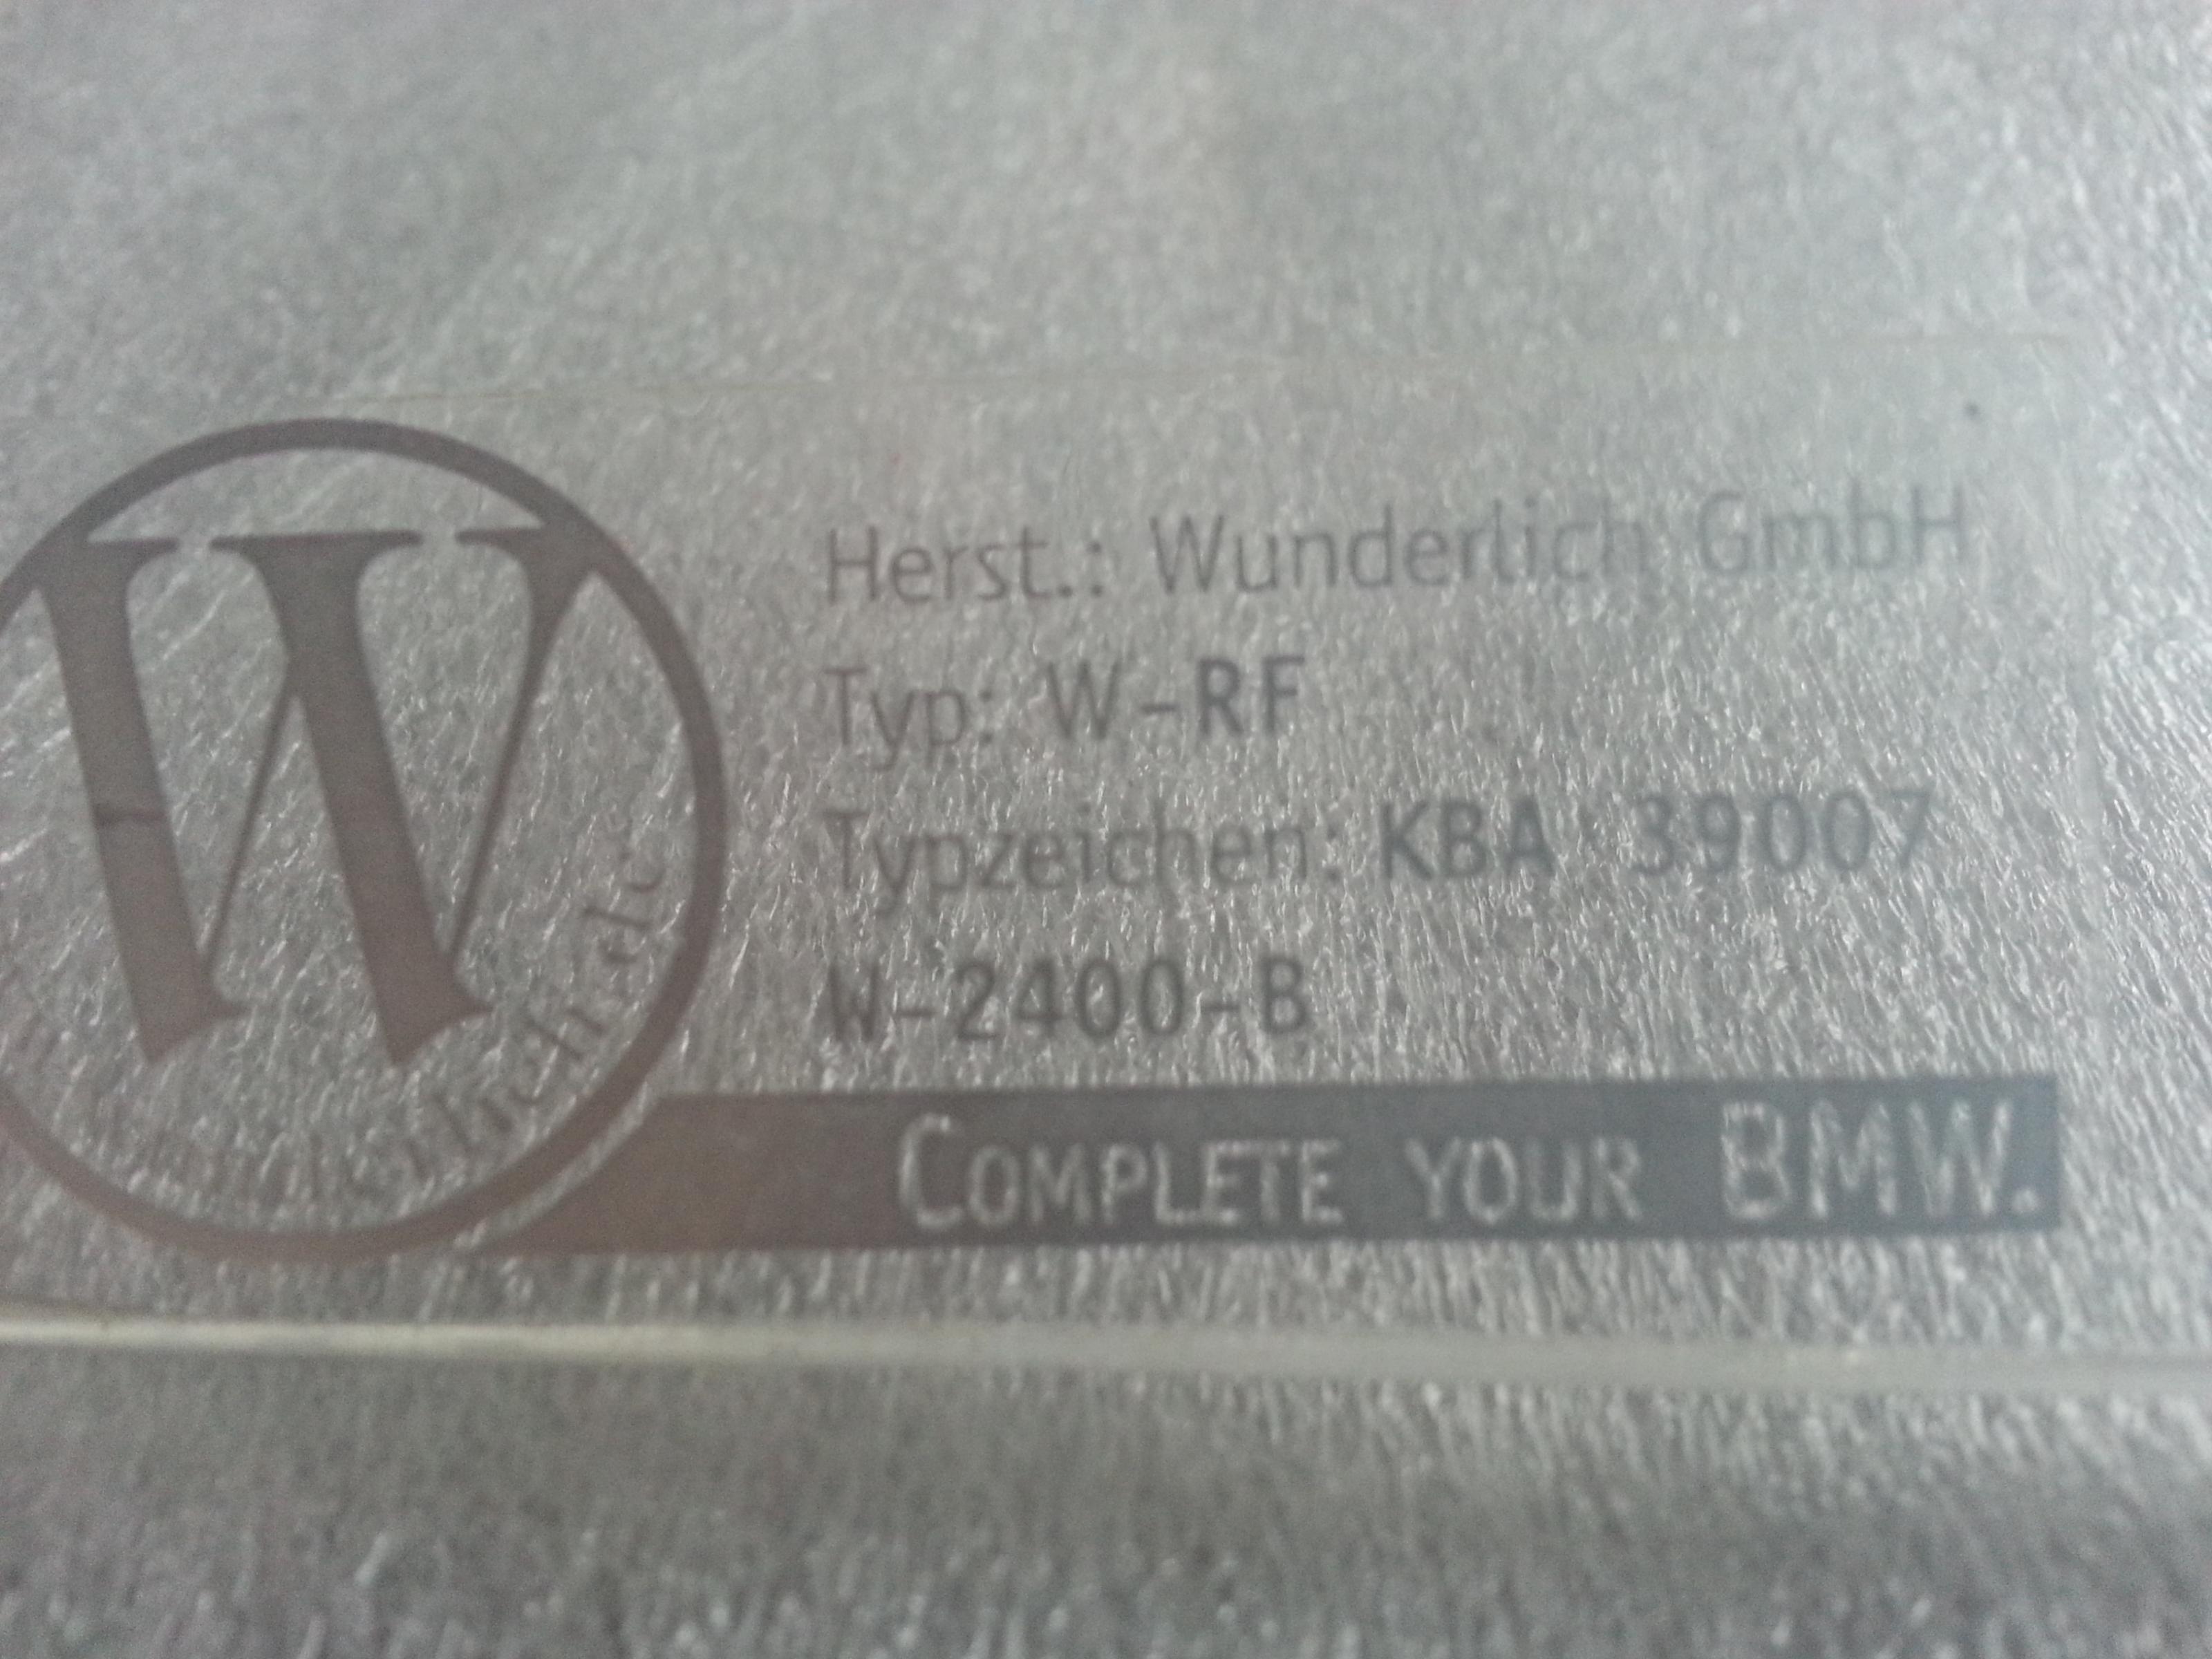 W
Herst.: Wunderlich GmbH
Typ: W-RF
Typzeichen: KBA 39007
W-2400-B
COMPLETE YOUR BMW.